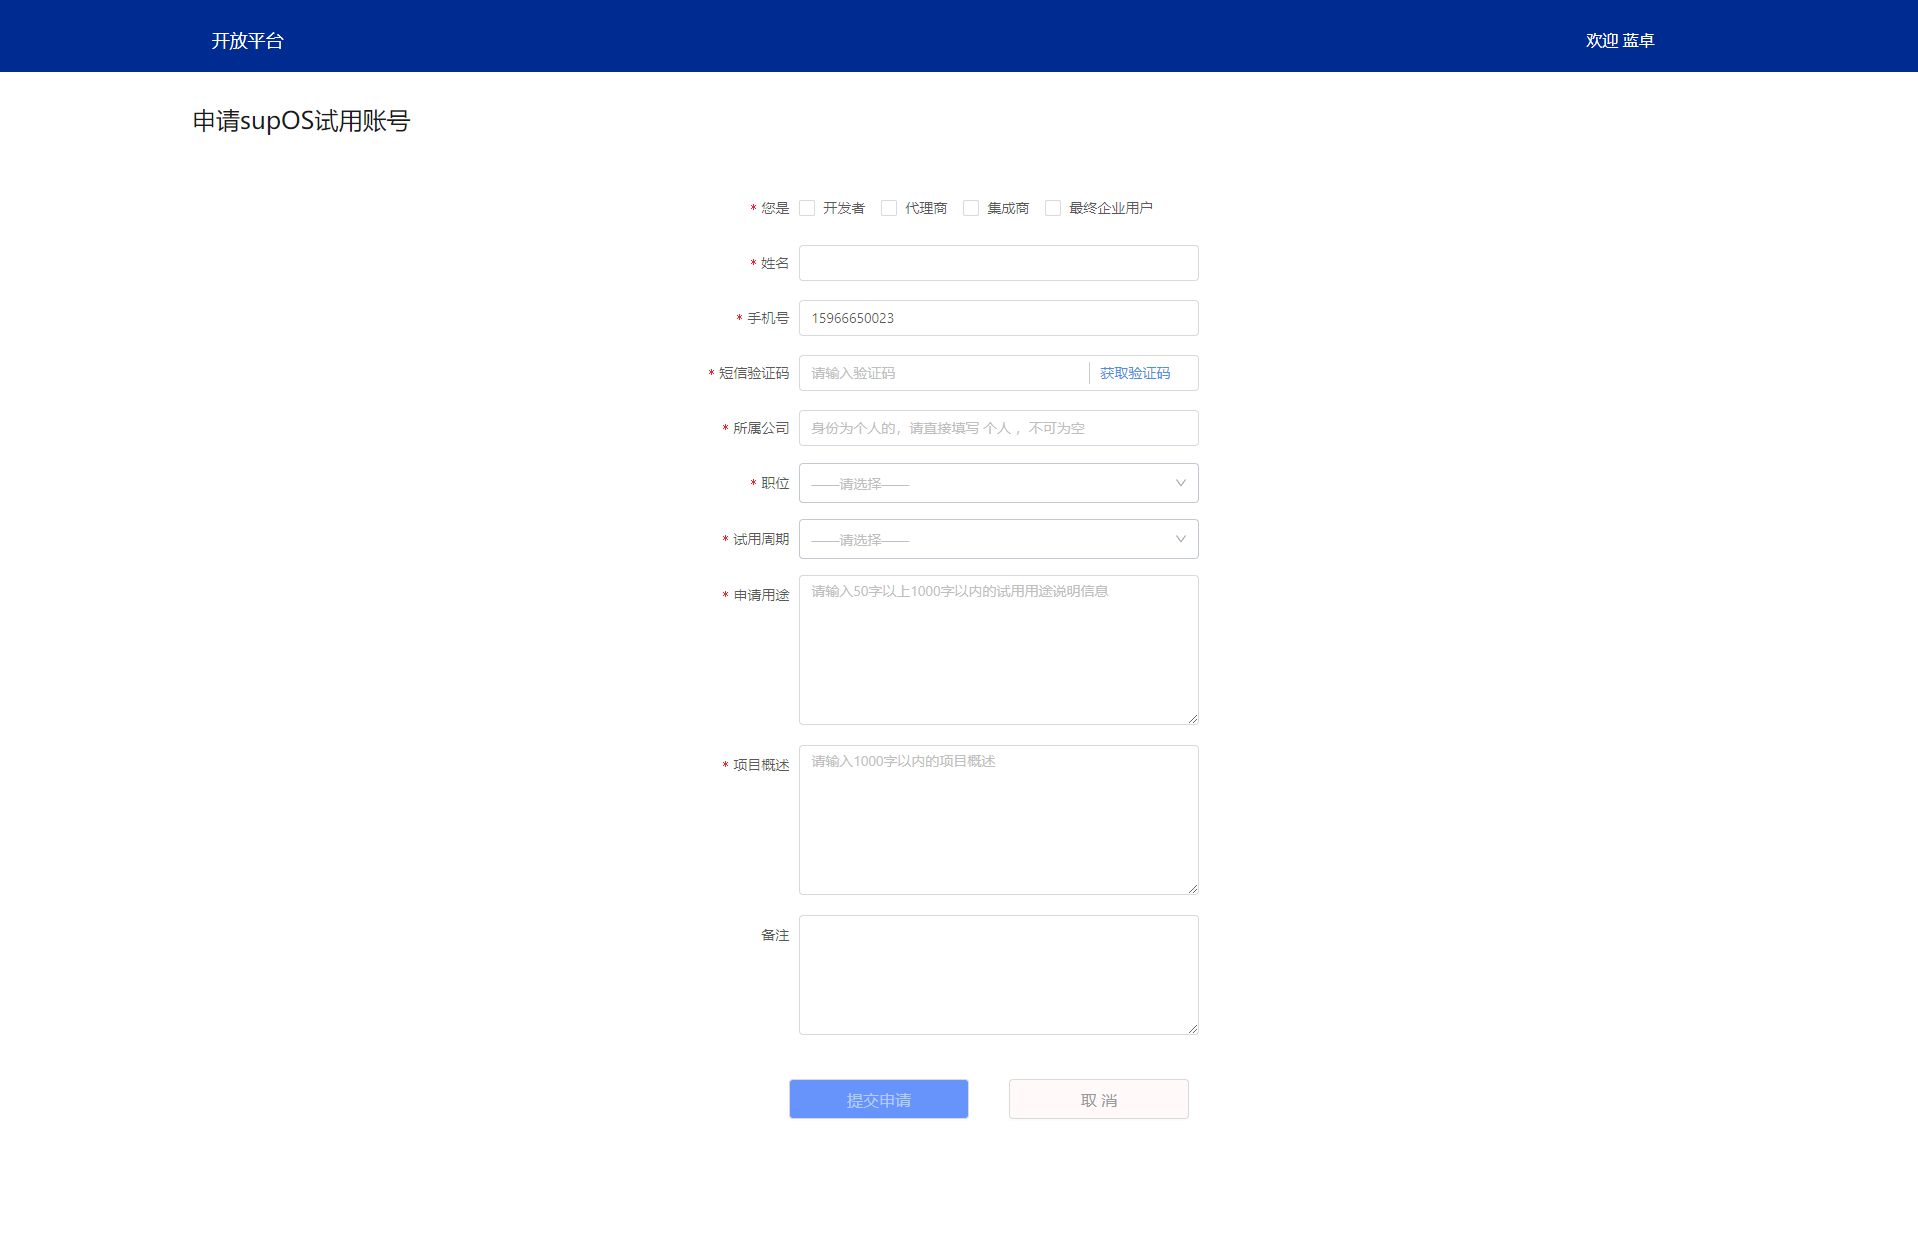 开放平台
欢迎 蓝卓
申请supOS试用账号
* 您是 开发者 代理商 集成商 最终企业用户
* 姓名
* 手机号 15966650023
* 短信验证码 请输入验证码 获取验证码
* 所属公司 身份为个人的，请直接填写 个人 ，不可为空
* 职位 ——请选择——
* 试用周期 ——请选择——
* 申请用途 请输入50字以上1000字以内的试用用途说明信息
* 项目概述 请输入1000字以内的项目概述
备注
提交申请 取 消